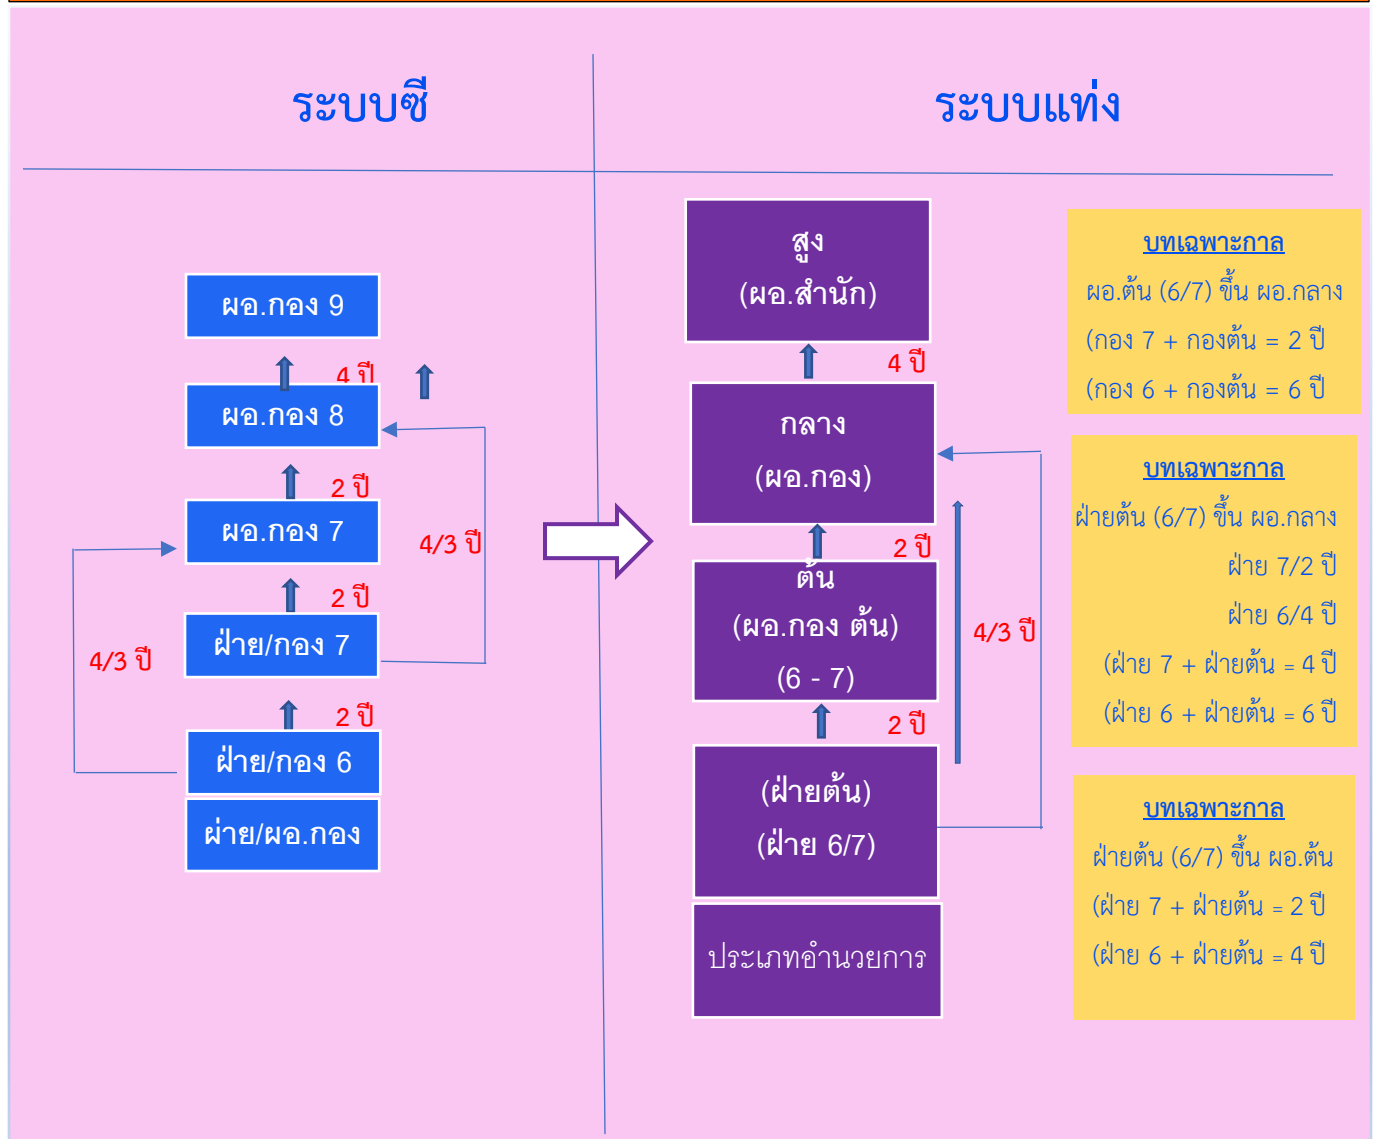 ระบบซี
ระบบแท่ง
ผอ.กอง 9
4 ปี
ผอ.กอง 8
2 ปี
ผอ.กอง 7
4/3 ปี
2 ปี
ฝ่าย/กอง 7
4/3 ปี
2 ปี
ฝ่าย/กอง 6
ผ่าย/ผอ.กอง
สูง
(ผอ.สำนัก)
4 ปี
กลาง
(ผอ.กอง)
2 ปี
ต้น
(ผอ.กอง ต้น)
(6 - 7)
4/3 ปี
2 ปี
(ฝ่ายต้น)
(ฝ่าย 6/7)
ประเภทอำนวยการ
บทเฉพาะกาล
ผอ.ต้น (6/7) ขึ้น ผอ.กลาง
(กอง 7 + กองต้น = 2 ปี
(กอง 6 + กองต้น = 6 ปี
บทเฉพาะกาล
ฝ่ายต้น (6/7) ขึ้น ผอ.กลาง
ฝ่าย 7/2 ปี
ฝ่าย 6/4 ปี
(ฝ่าย 7 + ฝ่ายต้น = 4 ปี
(ฝ่าย 6 + ฝ่ายต้น = 6 ปี
บทเฉพาะกาล
ฝ่ายต้น (6/7) ขึ้น ผอ.ต้น
(ฝ่าย 7 + ฝ่ายต้น = 2 ปี
(ฝ่าย 6 + ฝ่ายต้น = 4 ปี